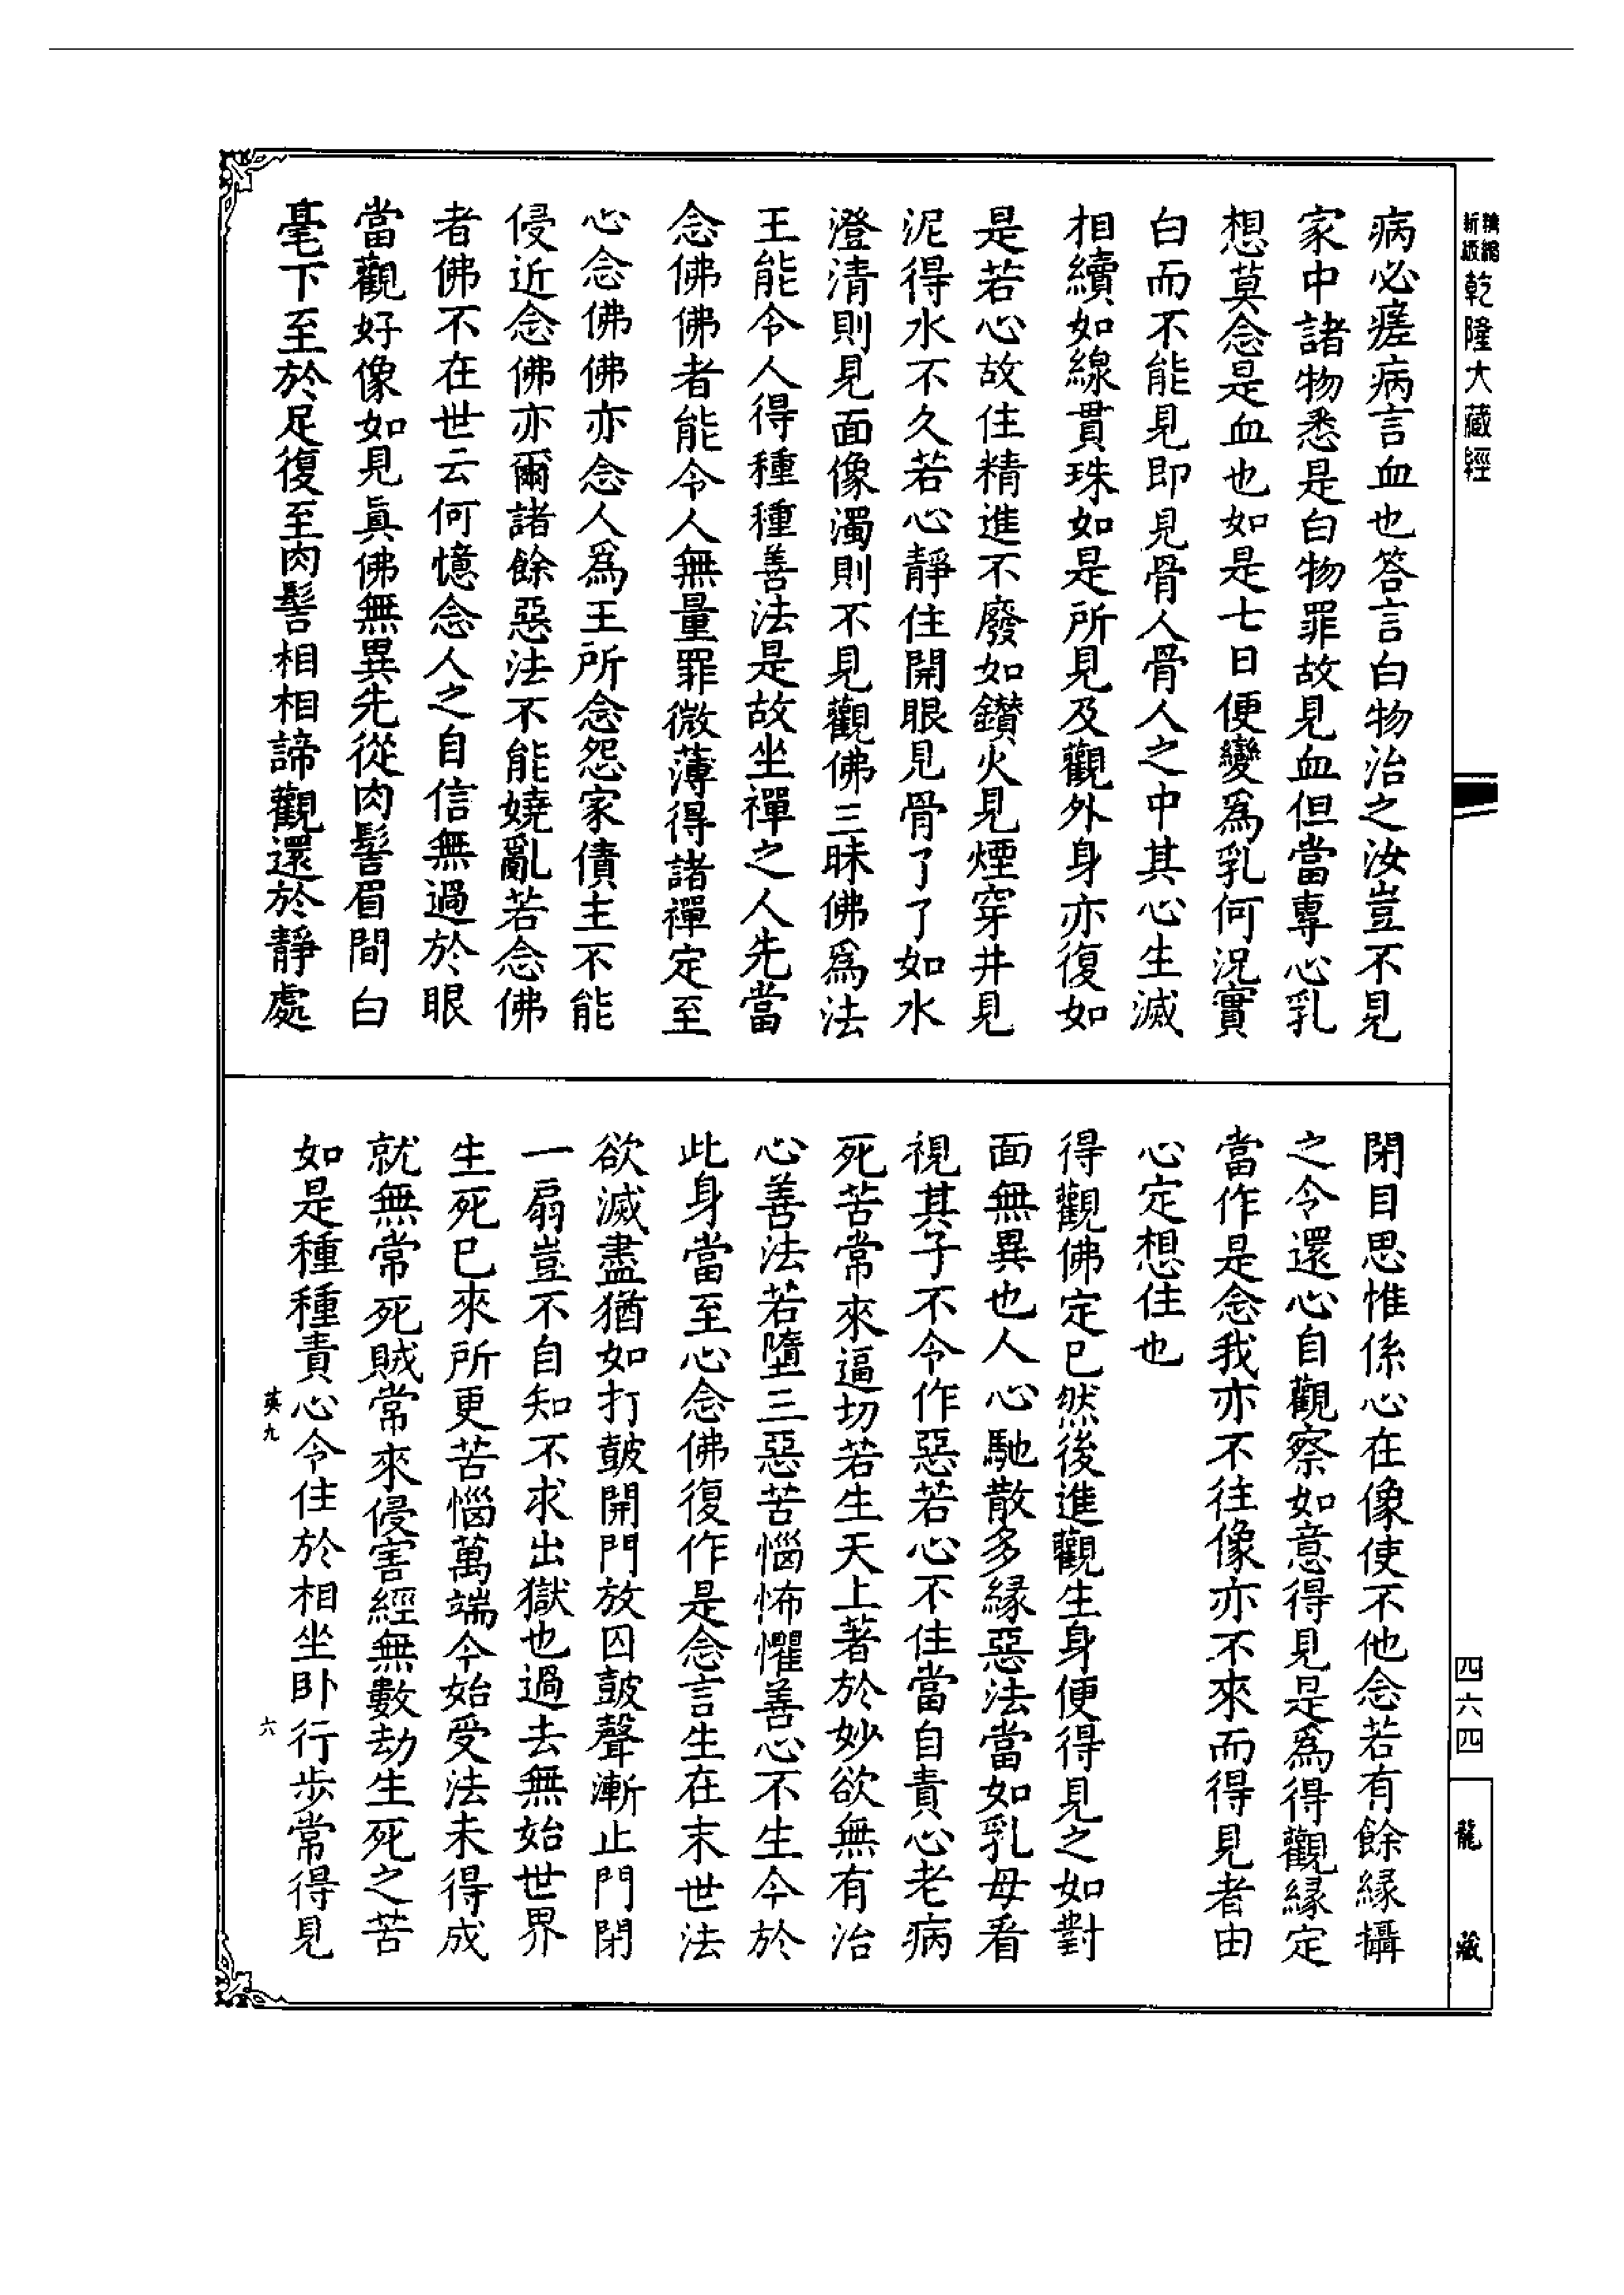 精縮
新版
乾隆大藏經
病必瘥病言血也答言白物治之汝豈不見
家中諸物悉是白物罪故見血但當專心乳
想莫念是血也如是七日便變爲乳何況實
白而不能見即見骨人骨人之中其心生滅
相續如線貫珠如是所見及觀外身亦復如
是若心故住精進不廢如鑽火見煙穿井見
泥得水不久若心靜住開眼見骨了了如水
澄清則見面像濁則不見觀佛三昧佛爲法
王能令人得種種善法是故坐禪之人先當
念佛佛者能令人無量罪微薄得諸禪定至
心念佛佛亦念人爲王所念怨家債主不能
侵近念佛亦爾諸餘惡法不能嬈亂若念佛
者佛不在世云何憶念人之自信無過於眼
當觀好像如見眞佛無異先從肉髻眉間白
毫下至於足復至肉髻相相諦觀還於靜處
閉目思惟係心在像使不他念若有餘緣攝
之令還心自觀察如意得見是爲得觀緣定
當作是念我亦不往像亦不來而得見者由
心定想住也
得觀佛定已然後進觀生身便得見之如對
面無異也人心馳散多緣惡法當如乳母看
視其子不令作惡若心不住當自責心老病
死苦常來逼切若生天上著於妙欲無有治
心善法若墮三惡苦惱怖懼善心不生今於
此身當至心念佛復作是念言生在末世法
欲滅盡猶如打鼓開門放囚鼓聲漸止門閉
一扇豈不自知不求出獄也過去無始世界
生死已來所更苦惱萬端今始受法未得成
就無常死賊常來侵害經無數劫生死之苦
如是種種責心令住於相坐卧行步常得見
英九
六
四六四
龍藏